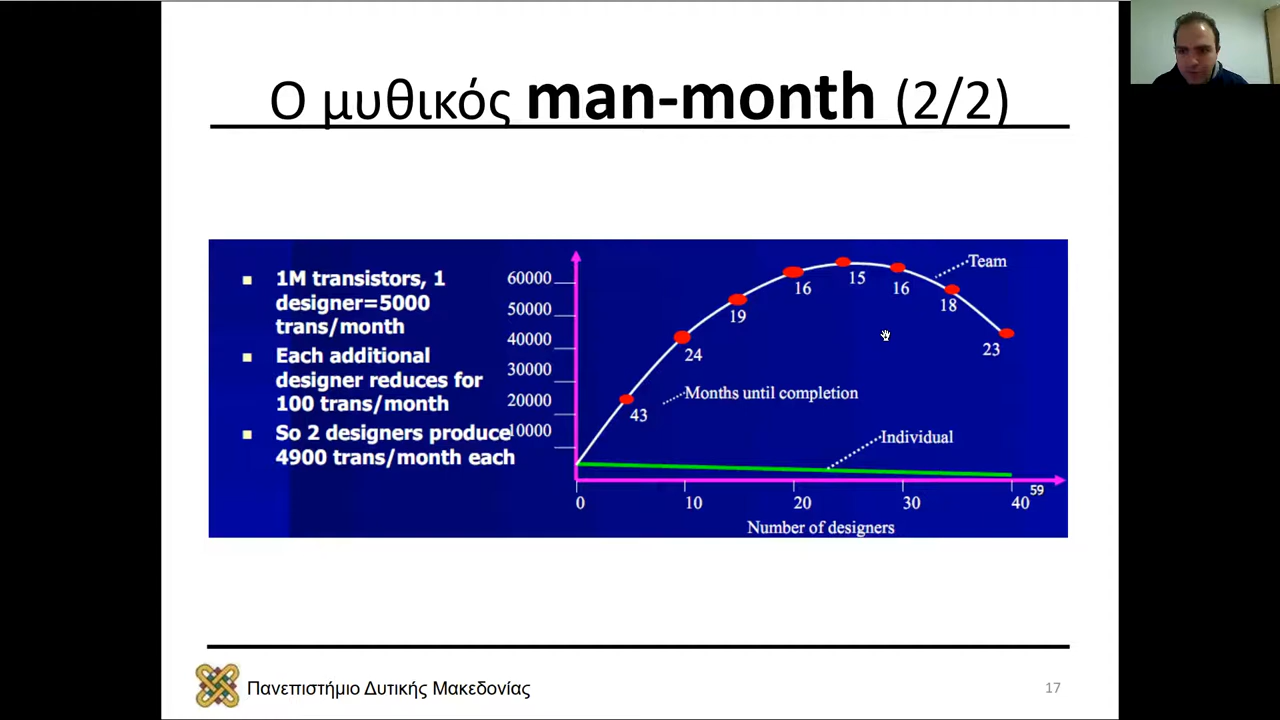 Ο μυθικός man-month (2/2)
1M transistors, 1
designer=5000
trans/month
Each additional
designer reduces for
100 trans/month
So 2 designers produce
4900 trans/month each
60000
50000
40000
30000
20000
10000
43
24
19
16
15
16
18
23
Team
Months until completion
Individual
0
10
20
30
40
59
Number of designers
Πανεπιστήμιο Δυτικής Μακεδονίας
17